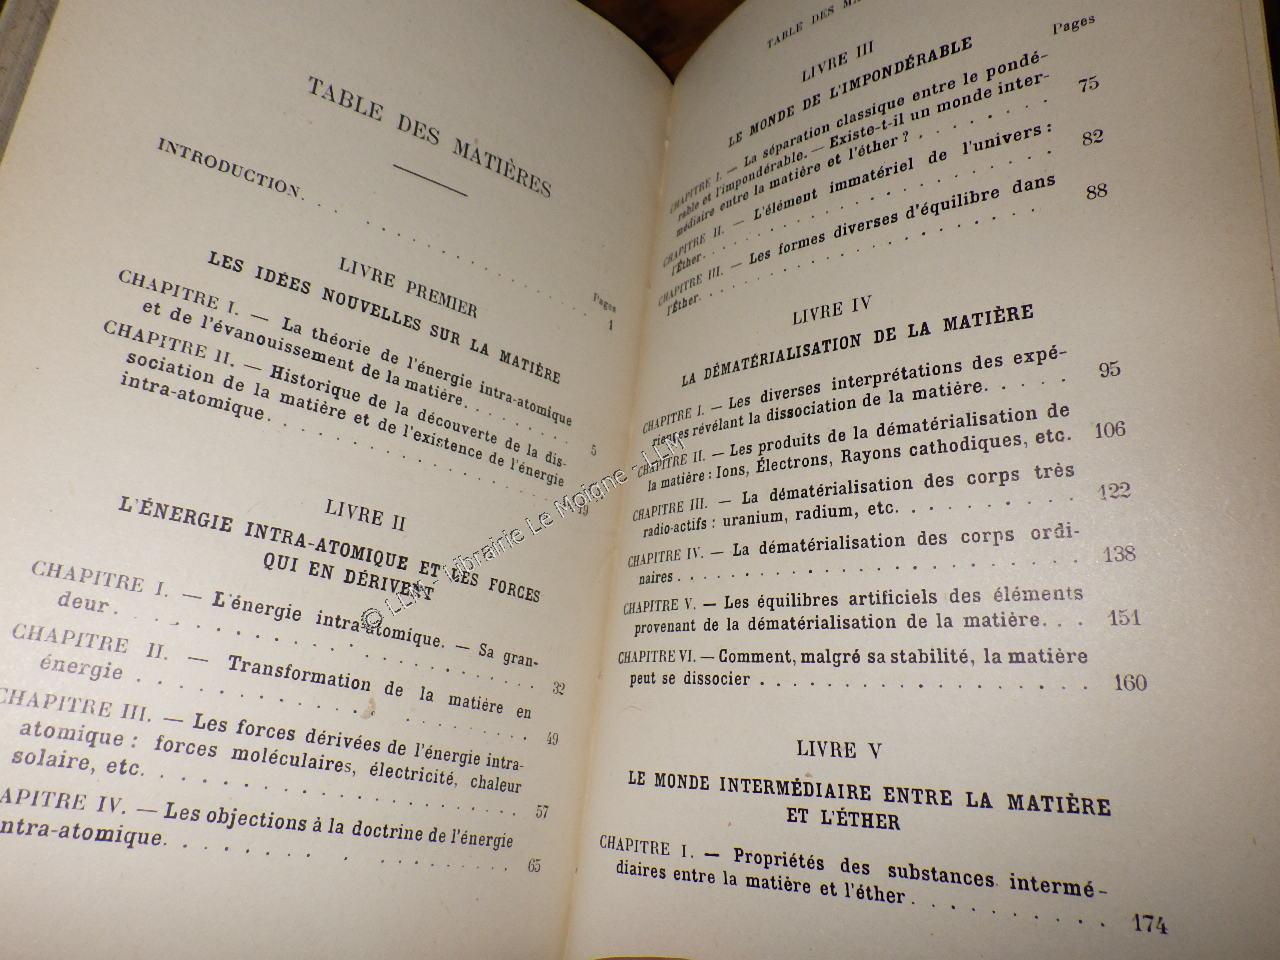 TABLE DES MATIÈRES
INTRODUCTION. . . . . . . . . . . . . .
Pages
1
LIVRE PREMIER
LES IDÉES NOUVELLES SUR LA MATIÈRE
CHAPITRE I. — La théorie de l'énergie intra-atomique
et de l'évanouissement de la matière. . . . . . . 5
CHAPITRE II. — Historique de la découverte de la dis-
sociation de la matière et de l'existence de l'énergie
intra-atomique. . . . . . . . . . . . . . 19
LIVRE II
L'ÉNERGIE INTRA-ATOMIQUE ET LES FORCES
QUI EN DÉRIVENT
CHAPITRE I. — L'énergie intra-atomique. — Sa gran-
deur . . . . . . . . . . . . . . . . 32
CHAPITRE II. — Transformation de la matière en
énergie . . . . . . . . . . . . . . . 49
CHAPITRE III. — Les forces dérivées de l'énergie intra-
atomique : forces moléculaires, électricité, chaleur
solaire, etc. . . . . . . . . . . . . . . 57
APITRE IV. — Les objections à la doctrine de l'énergie
ntra-atomique. . . . . . . . . . . . . . 65
TABLE DES MA
Pages
LIVRE III
LE MONDE DE L'IMPONDÉRABLE
CHAPITRE I. — La séparation classique entre le pondé-
rable et l'impondérable. — Existe-t-il un monde inter-
médiaire entre la matière et l'éther ? . . . . . . . 75
CHAPITRE II. — L'élément immatériel de l'univers :
l'Éther. . . . . . . . . . . . . . . . 82
CHAPITRE III. — Les formes diverses d'équilibre dans
l'Éther. . . . . . . . . . . . . . . . 88
LIVRE IV
LA DÉMATÉRIALISATION DE LA MATIÈRE
CHAPITRE I. — Les diverses interprétations des expé-
riences révélant la dissociation de la matière. . . . . 95
CHAPITRE II. — Les produits de la dématérialisation de
la matière : Ions, Électrons, Rayons cathodiques, etc. 106
CHAPITRE III. — La dématérialisation des corps très
radio-actifs : uranium, radium, etc. . . . . . . . 122
CHAPITRE IV. — La dématérialisation des corps ordi-
naires . . . . . . . . . . . . . . . . 138
CHAPITRE V. — Les équilibres artificiels des éléments
provenant de la dématérialisation de la matière. . . 151
CHAPITRE VI. — Comment, malgré sa stabilité, la matière
peut se dissocier . . . . . . . . . . . . 160
LIVRE V
LE MONDE INTERMÉDIAIRE ENTRE LA MATIÈRE
ET L'ÉTHER
CHAPITRE I. — Propriétés des substances intermé-
diaires entre la matière et l'éther . . . . . . . . 174
© LLM - Librairie Le Moigne - LLM